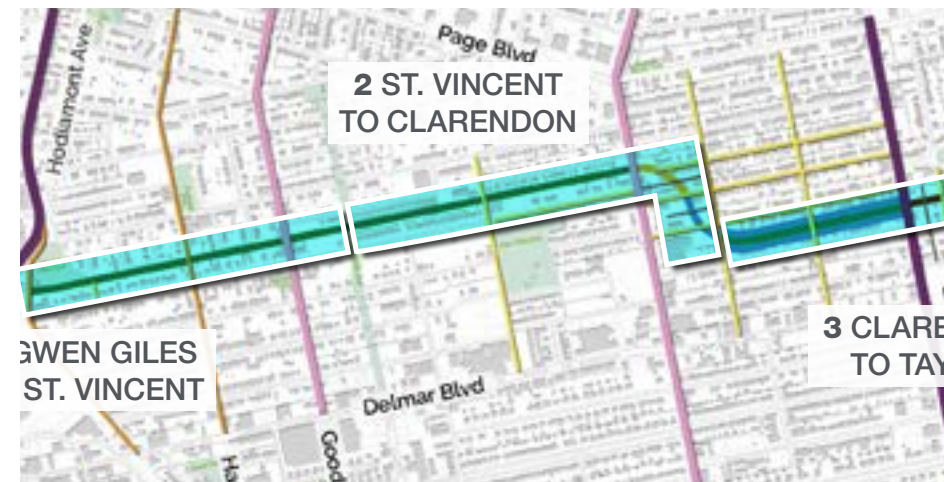 Page Blvd
Hodiamont Ave
2 ST. VINCENT
TO CLARENDON
GWEN GILES
ST. VINCENT
3 CLARE
TO TAY
Delmar Blvd
Good
Ha